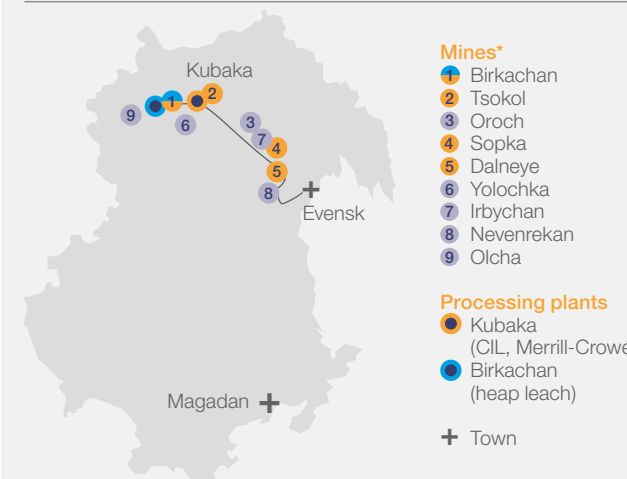 Kubaka
1
2
9
6
3
7
4
5
8
Evensk
Magadan
Mines*
1 Birkachan
2 Tsokol
3 Oroch
4 Sopka
5 Dalneye
6 Yolochka
7 Irbychan
8 Nevenrekan
9 Olcha
Processing plants
Kubaka
(CIL, Merrill-Crowe
Birkachan
(heap leach)
Town